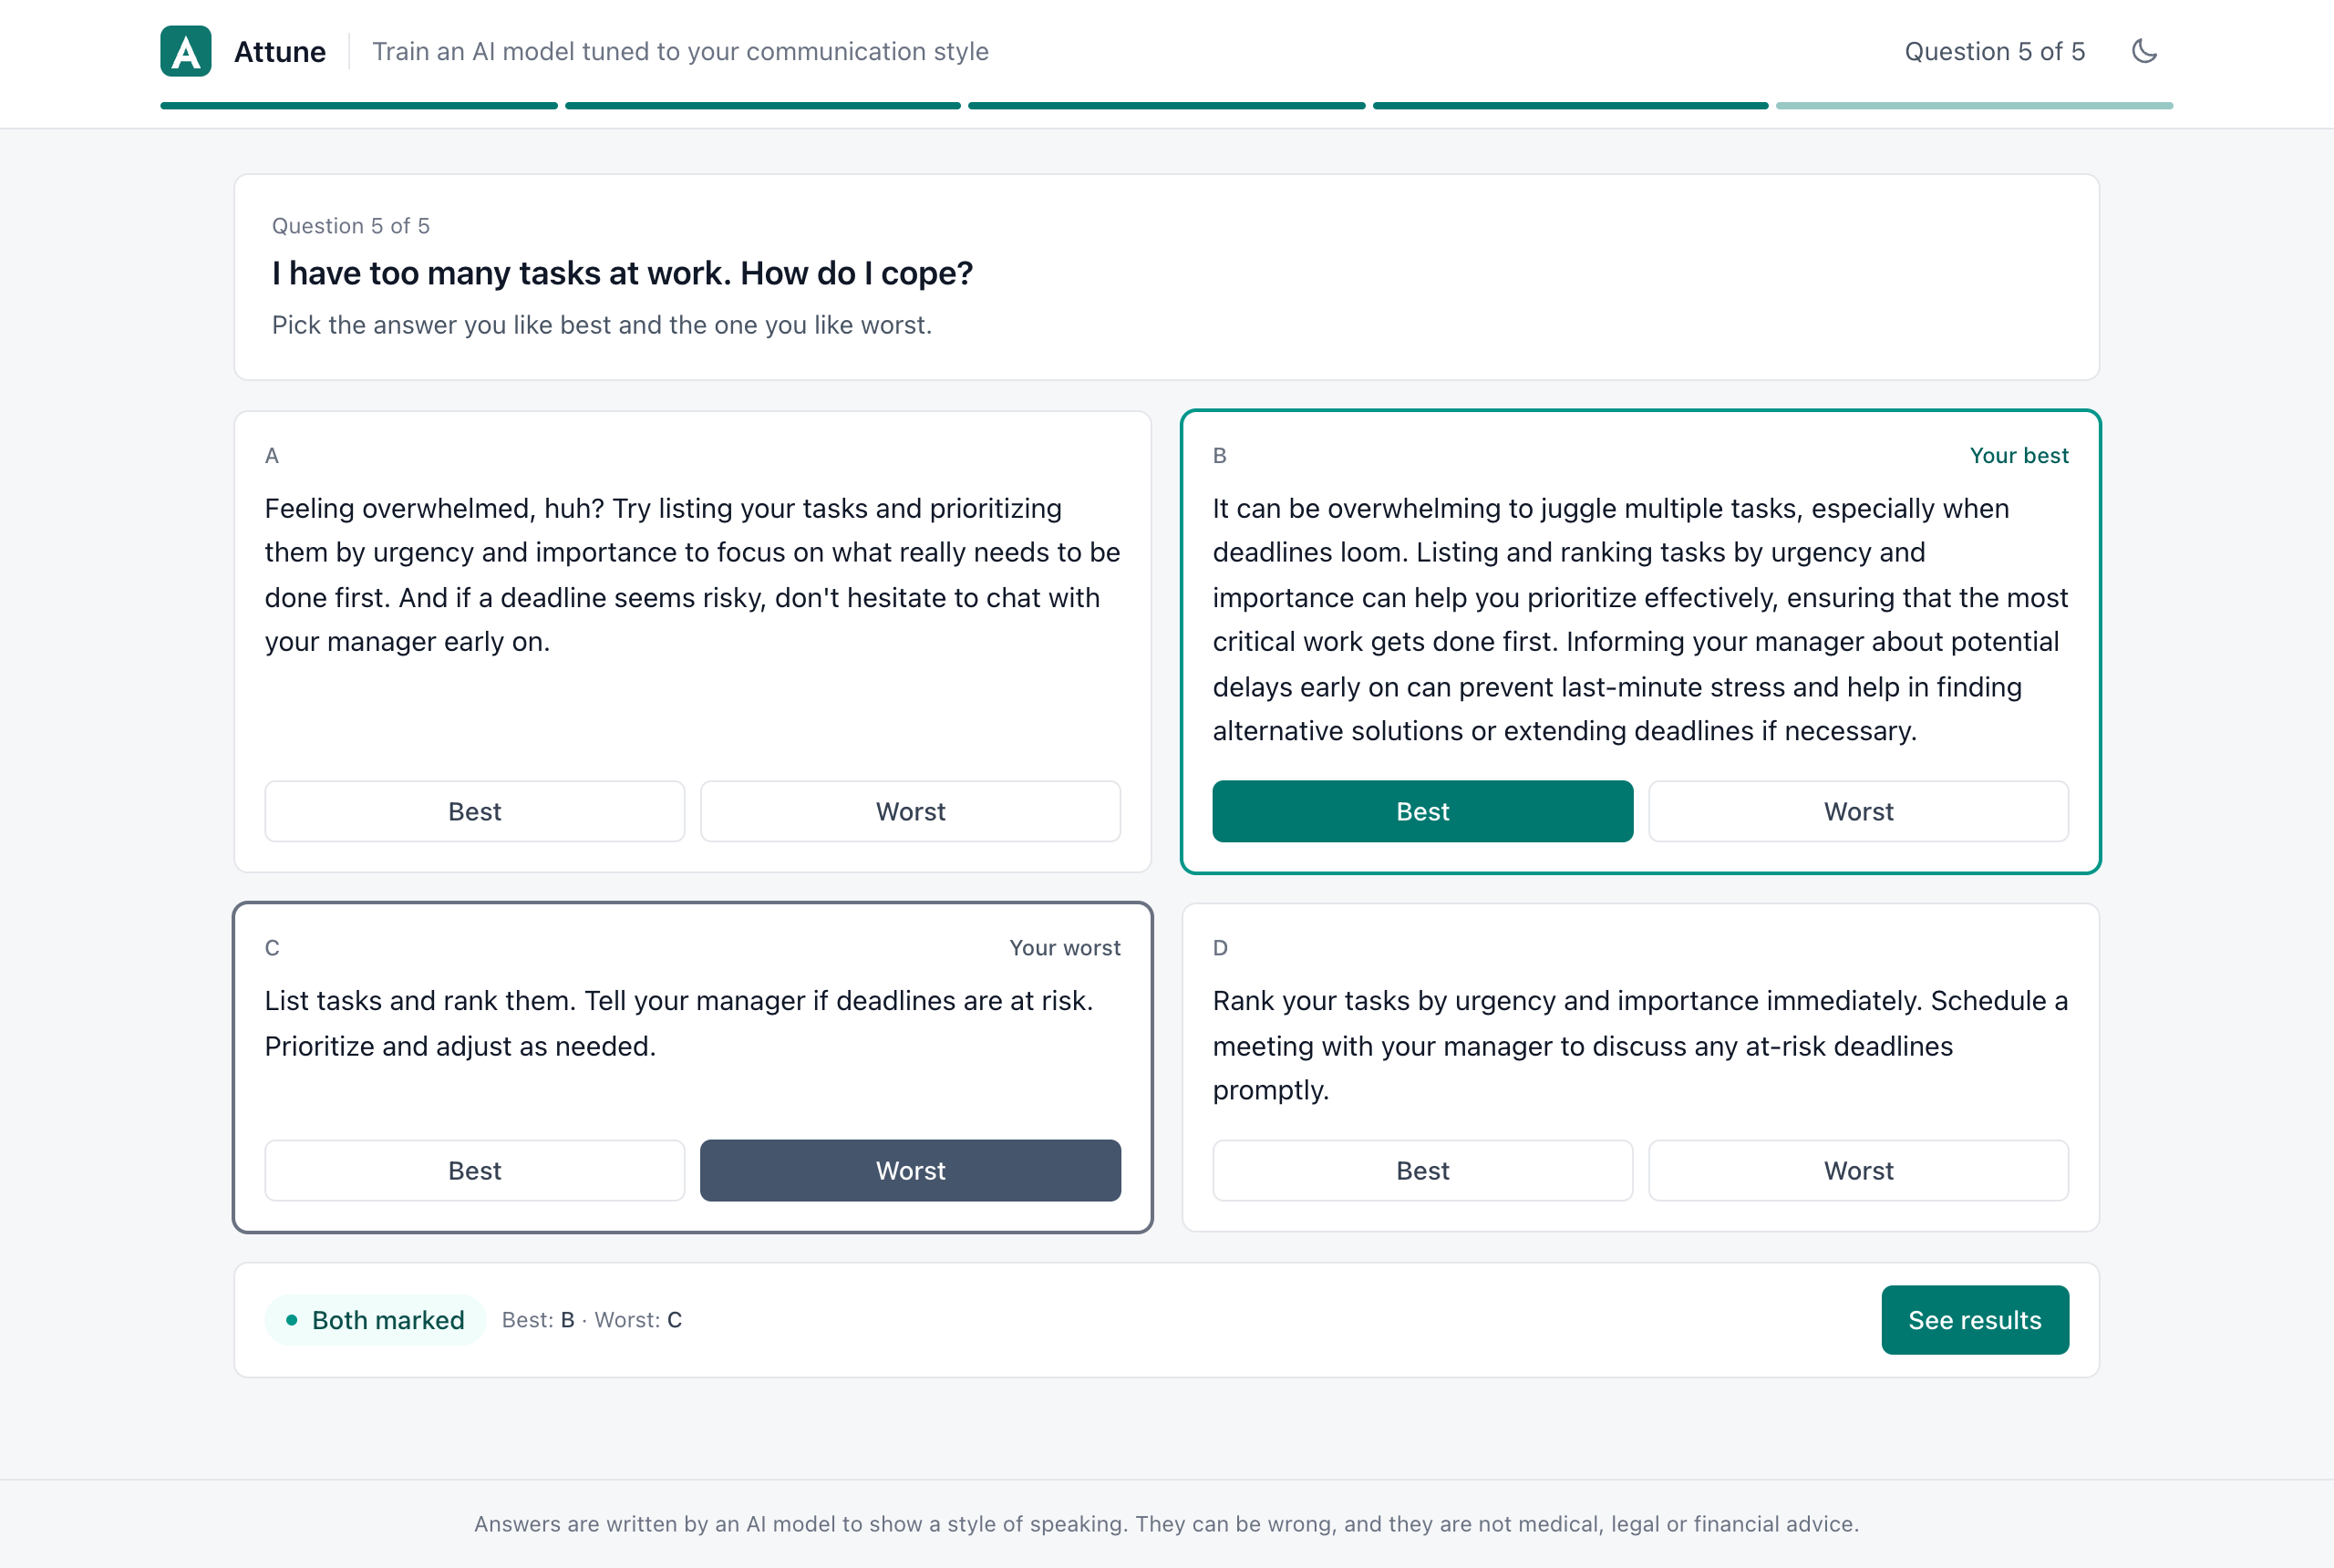 A Attune Train an AI model tuned to your communication style Question 5 of 5
Question 5 of 5
I have too many tasks at work. How do I cope?
Pick the answer you like best and the one you like worst.
A
Feeling overwhelmed, huh? Try listing your tasks and prioritizing
them by urgency and importance to focus on what really needs to be
done first. And if a deadline seems risky, don't hesitate to chat with
your manager early on.
Best Worst
B Your best
It can be overwhelming to juggle multiple tasks, especially when
deadlines loom. Listing and ranking tasks by urgency and
importance can help you prioritize effectively, ensuring that the most
critical work gets done first. Informing your manager about potential
delays early on can prevent last-minute stress and help in finding
alternative solutions or extending deadlines if necessary.
Best Worst
C Your worst
List tasks and rank them. Tell your manager if deadlines are at risk.
Prioritize and adjust as needed.
Best Worst
D
Rank your tasks by urgency and importance immediately. Schedule a
meeting with your manager to discuss any at-risk deadlines
promptly.
Best Worst
Both marked Best: B · Worst: C See results
Answers are written by an AI model to show a style of speaking. They can be wrong, and they are not medical, legal or financial advice.